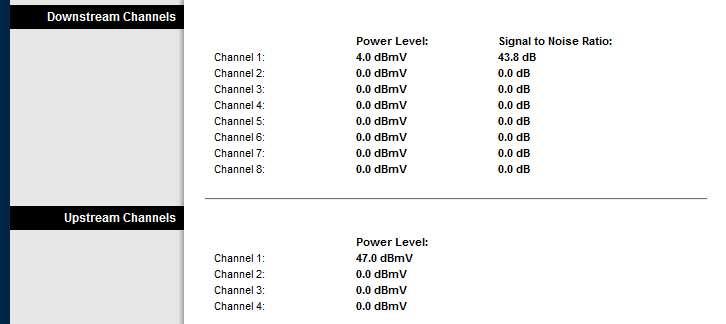 Downstream Channels
Power Level: Signal to Noise Ratio:
Channel 1: 4.0 dBmV 43.8 dB
Channel 2: 0.0 dBmV 0.0 dB
Channel 3: 0.0 dBmV 0.0 dB
Channel 4: 0.0 dBmV 0.0 dB
Channel 5: 0.0 dBmV 0.0 dB
Channel 6: 0.0 dBmV 0.0 dB
Channel 7: 0.0 dBmV 0.0 dB
Channel 8: 0.0 dBmV 0.0 dB
Upstream Channels
Power Level:
Channel 1: 47.0 dBmV
Channel 2: 0.0 dBmV
Channel 3: 0.0 dBmV
Channel 4: 0.0 dBmV